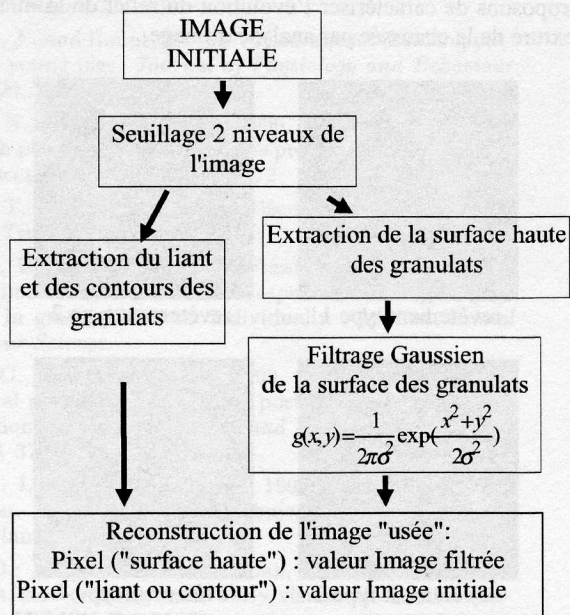 IMAGE
INITIALE
Seuillage 2 niveaux de
l'image
Extraction du liant
et des contours des
granulats
Extraction de la surface haute
des granulats
Filtrage Gaussien
de la surface des granulats
g(x,y)=1/2πσ² exp(x²+y²/2σ²)
Reconstruction de l'image "usée":
Pixel ("surface haute") : valeur Image filtrée
Pixel ("liant ou contour") : valeur Image initiale